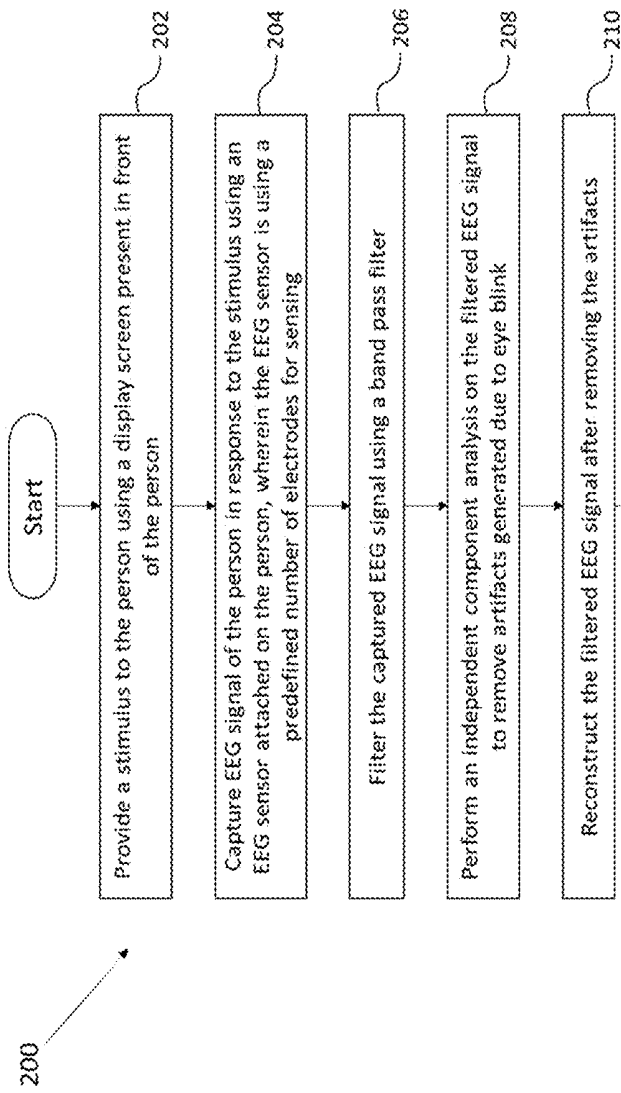 200
Start
Provide a stimulus to the person using a display screen present in front
of the person
202
Capture EEG signal of the person in response to the stimulus using an
EEG sensor attached on the person, wherein the EEG sensor is using a
predefined number of electrodes for sensing
204
Filter the captured EEG signal using a band pass filter
206
Perform an independent component analysis on the filtered EEG signal
to remove artifacts generated due to eye blink
208
Reconstruct the filtered EEG signal after removing the artifacts
210